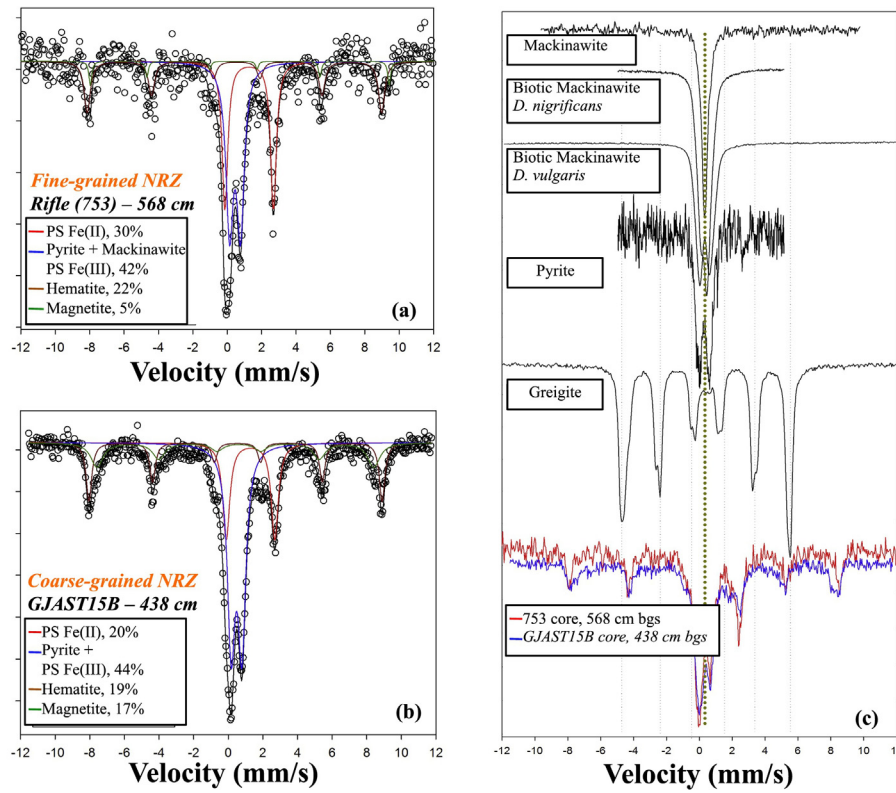 Fine-grained NRZ
Rifle (753) – 568 cm
PS Fe(II), 30%
Pyrite + Mackinawite
PS Fe(III), 42%
Hematite, 22%
Magnetite, 5%
(a)
-12 -10 -8 -6 -4 -2 0 2 4 6 8 10 12
Velocity (mm/s)
Coarse-grained NRZ
GJAST15B – 438 cm
PS Fe(II), 20%
Pyrite +
PS Fe(III), 44%
Hematite, 19%
Magnetite, 17%
(b)
-12 -10 -8 -6 -4 -2 0 2 4 6 8 10 12
Velocity (mm/s)
Mackinawite
Biotic Mackinawite
D. nigrificans
Biotic Mackinawite
D. vulgaris
Pyrite
Greigite
753 core, 568 cm bgs
GJAST15B core, 438 cm bgs
(c)
-12 -10 -8 -6 -4 -2 0 2 4 6 8 10 12
Velocity (mm/s)